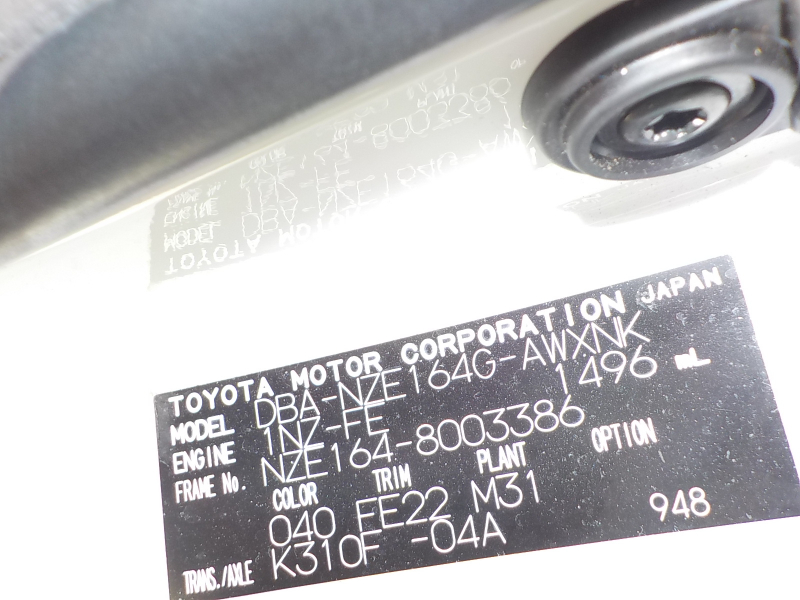 TOYOTA MOTOR CORPORATION JAPAN
MODEL DBA-NZE164G-AWXNK
ENGINE 1NZ-FE 1496 mL
FRAME No. NZE164-8003386
COLOR TRIM PLANT OPTION
040 FE22 M31
TRANS./AXLE K310F -04A 948